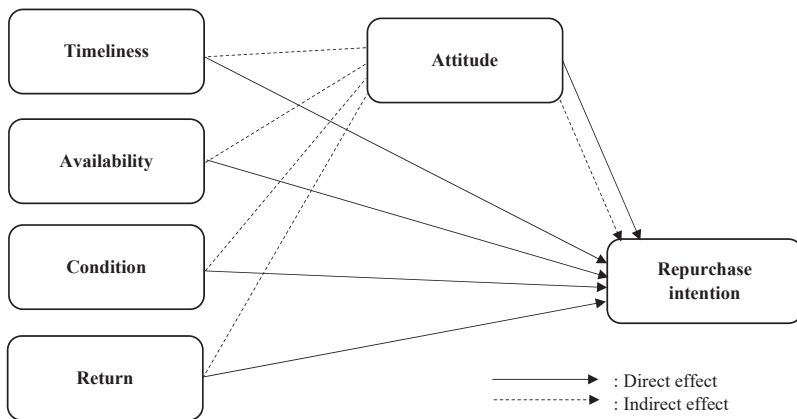 Timeliness
Attitude
Availability
Condition
Repurchase
intention
Return
: Direct effect
: Indirect effect